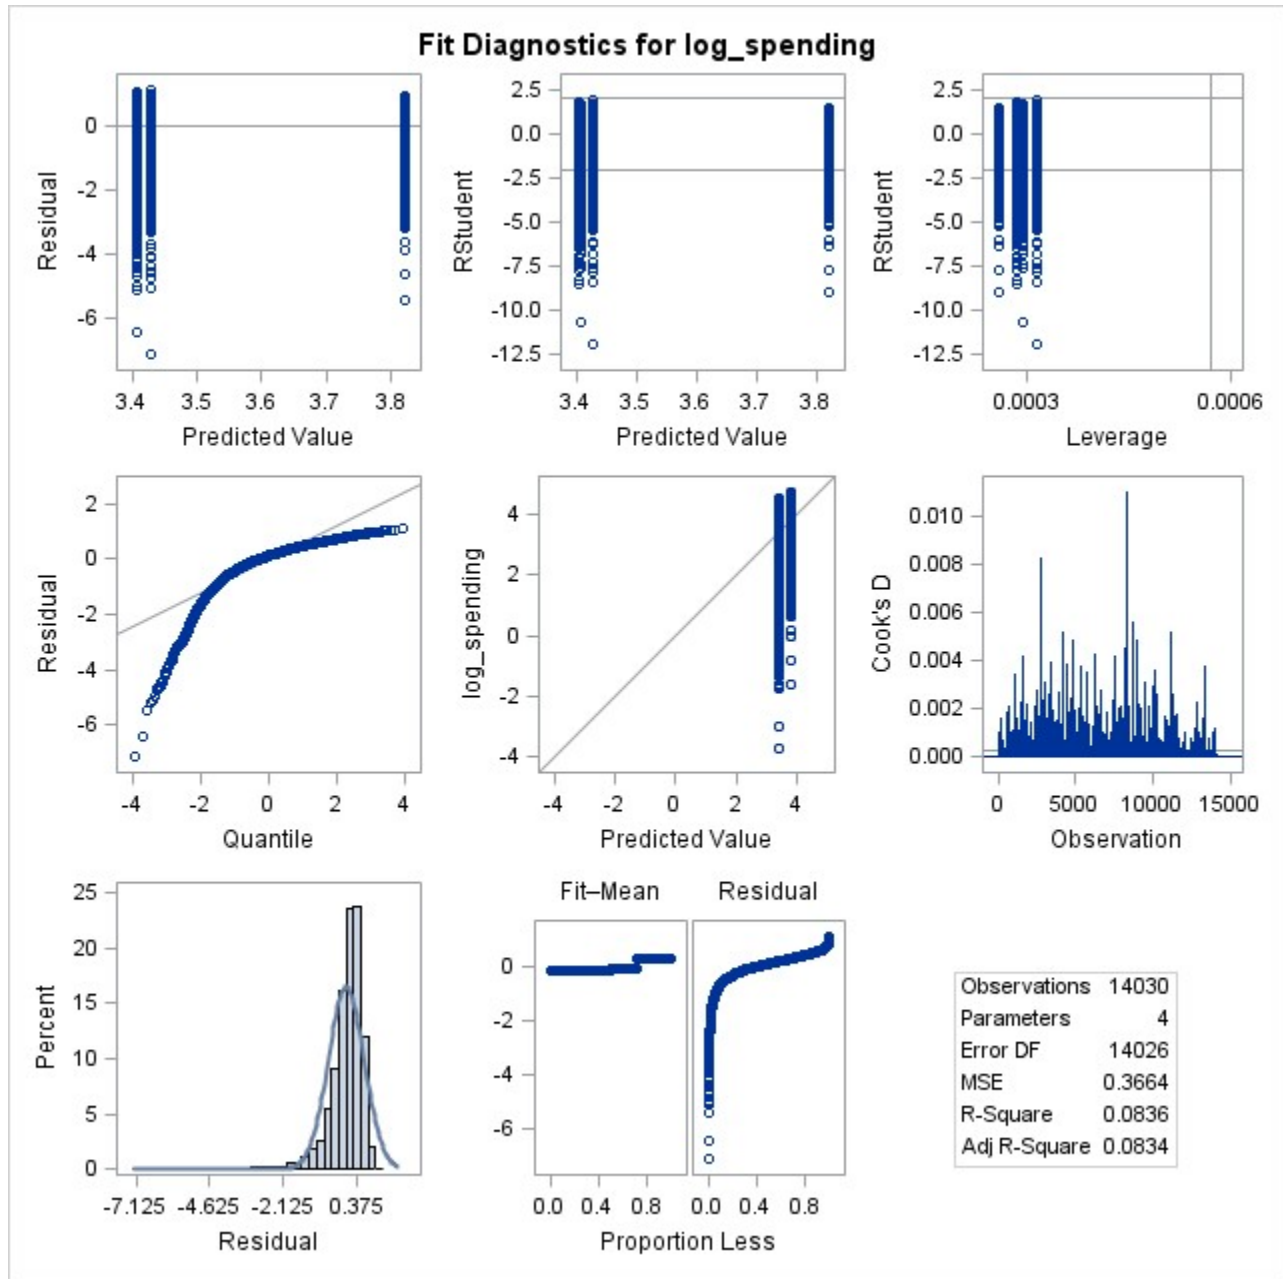 Fit Diagnostics for log_spending
0
-2
-4
-6
Residual
3.4 3.5 3.6 3.7 3.8
Predicted Value
2.5
0.0
-2.5
-5.0
-7.5
-10.0
-12.5
RStudent
3.4 3.5 3.6 3.7 3.8
Predicted Value
2.5
0.0
-2.5
-5.0
-7.5
-10.0
-12.5
RStudent
0.0003 0.0006
Leverage
2
0
-2
-4
-6
Residual
-4 -2 0 2 4
Quantile
4
2
0
-2
-4
log_spending
-4 -2 0 2 4
Predicted Value
0.010
0.008
0.006
0.004
0.002
0.000
Cook's D
0 5000 10000 15000
Observation
25
20
15
10
5
0
Percent
-7.125 -4.625 -2.125 0.375
Residual
Fit–Mean Residual
0
-2
-4
-6
0.0 0.4 0.8 0.0 0.4 0.8
Proportion Less
Observations 14030
Parameters 4
Error DF 14026
MSE 0.3664
R-Square 0.0836
Adj R-Square 0.0834